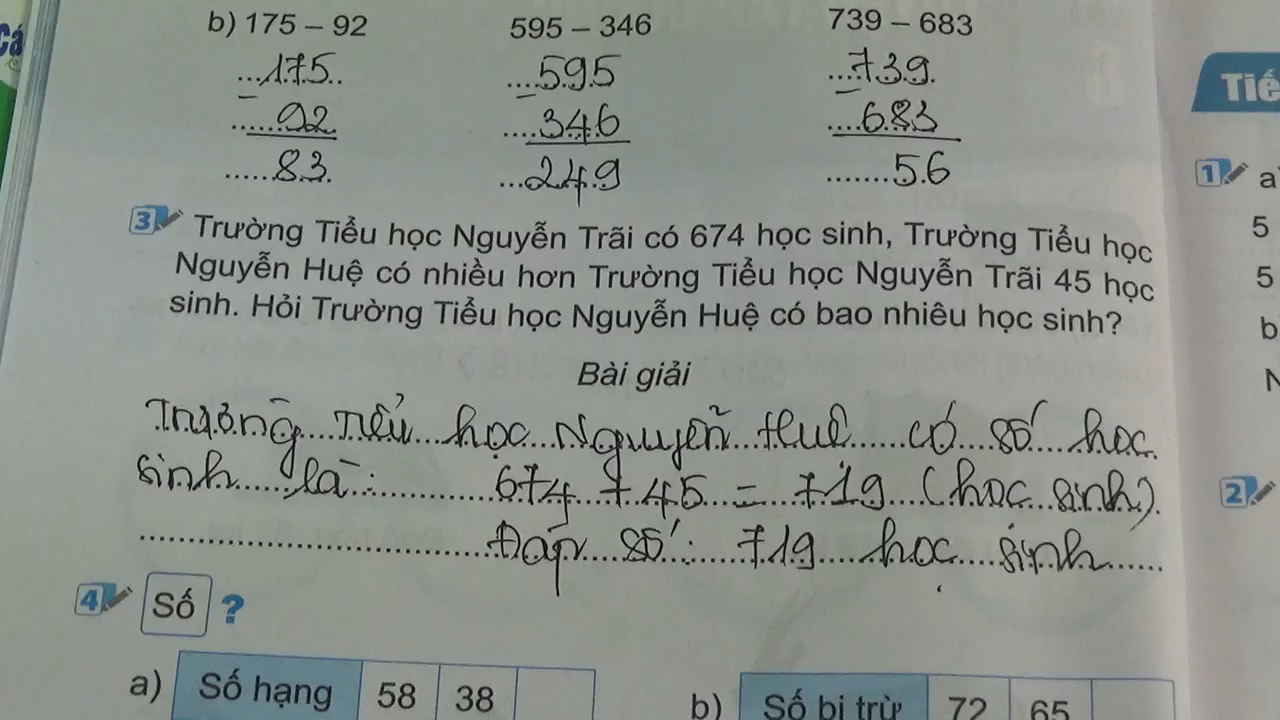 b) 175 – 92 595 – 346 739 – 683
175 595 739
– 92 – 346 – 683
83 249 56
3 Trường Tiểu học Nguyễn Trãi có 674 học sinh, Trường Tiểu học
Nguyễn Huệ có nhiều hơn Trường Tiểu học Nguyễn Trãi 45 học
sinh. Hỏi Trường Tiểu học Nguyễn Huệ có bao nhiêu học sinh?
Bài giải
Trường Tiểu học Nguyễn Huệ có số học
sinh là: 674 + 45 = 719 (học sinh)
Đáp số: 719 học sinh
4 Số ?
a) Số hạng 58 38
b) Số bị trừ 72 65
Tiế
1 a
5
5
b
N
2
Cá